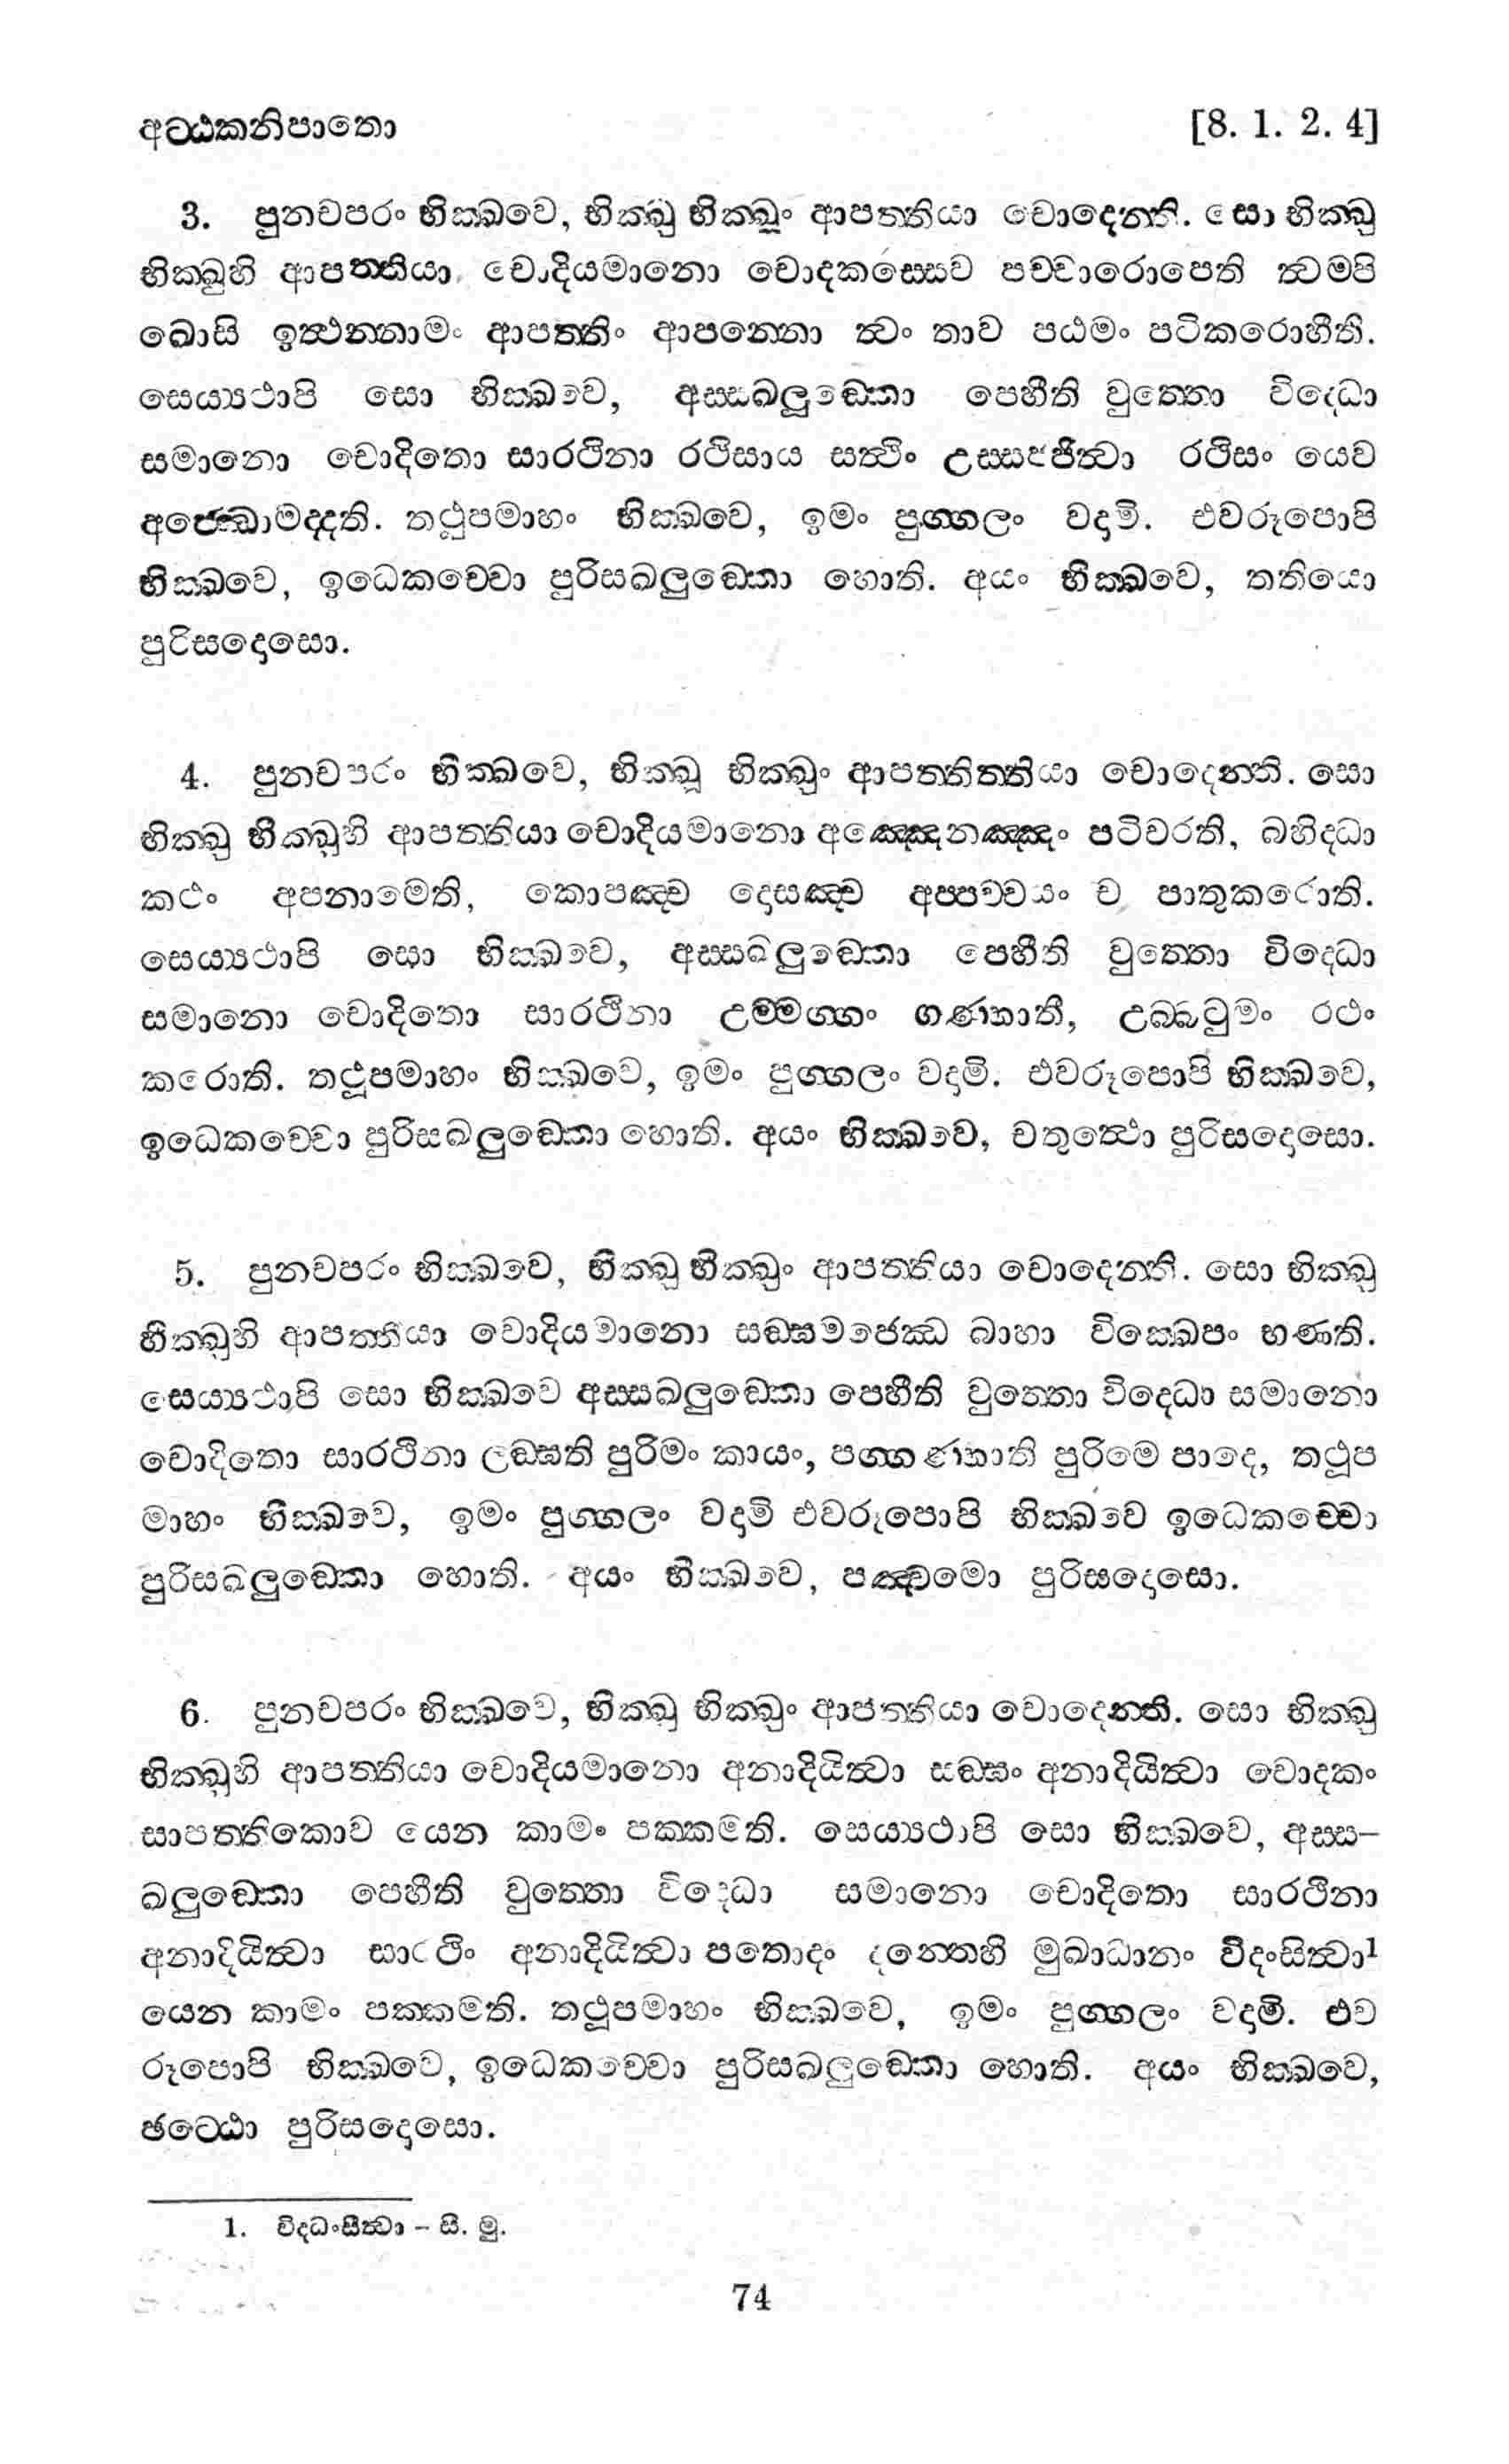 අට්ඨකනිපාතො [8. 1. 2. 4]
3. පුනචපරං භික්ඛවෙ, භික්ඛු භික්ඛූං ආපත්තියා චොදෙන්ති. සො භික්ඛු
භික්ඛුහි ආපත්තියා චොදියමානො චොදකස්සෙව පච්චාරොපෙති ත්වම්පි
ඛොසි ඉත්ථන්නාමං ආපත්තිං ආපන්නො ත්වං තාව පඨමං පටිකරොහීති.
සෙය්‍යථාපි සො භික්ඛවෙ, අස්සඛලූඞ්කො පෙහීති වුත්තො විද්ධො
සමානො චොදිතො සාරථිනා රථිසාය සත්ථිං උස්සජ්ජිත්වා රථිසං යෙව
අජ්ඣොමද්දති. තථූපමාහං භික්ඛවෙ, ඉමං පුග්ගලං වදාමි. එවරූපොපි
භික්ඛවෙ, ඉධෙකච්චො පුරිසඛලුඞ්කො හොති. අයං භික්ඛවෙ, තතියො
පුරිසදොසො.
4. පුනචපරං භික්ඛවෙ, භික්ඛූ භික්ඛුං ආපත්තිත්තියා චොදෙන්ති. සො
භික්ඛු භික්ඛූහි ආපත්තියා චොදියමානො අඤ්ඤෙනඤ්ඤං පටිචරති, බහිද්ධා
කථං අපනාමෙති, කොපඤ්ච දොසඤ්ච අප්පච්චයං ච පාතුකරොති.
සෙය්‍යථාපි සො භික්ඛවෙ, අස්සඛලුඞ්කො පෙහීති වුත්තො විද්ධො
සමානො චොදිතො සාරථිනා උම්මග්ගං ගණ්හාතී, උබ්බටුමං රථං
කරොති. තථූපමාහං භික්ඛවෙ, ඉමං පුග්ගලං වදාමි. එවරූපොපි භික්ඛවෙ,
ඉධෙකච්චො පුරිසඛලුඞ්කො හොති. අයං භික්ඛවෙ, චතුත්ථො පුරිසදොසො.
5. පුනචපරං භික්ඛවෙ, භික්ඛූ භික්ඛුං ආපත්තියා චොදෙන්ති. සො භික්ඛු
භික්ඛූහි ආපත්තියා චොදියමානො සඞ්ඝමජ්ඣෙ බාහා වික්ඛෙපං භණති.
සෙය්‍යථාපි සො භික්ඛවෙ අස්සඛලුඞ්කො පෙහීති වුත්තො විද්ධො සමානො
චොදිතො සාරථිනා ලඞ්ඝති පුරිමං කායං, පග්ගණ්හාති පුරිමෙ පාදෙ, තථූප
මාහං භික්ඛවෙ, ඉමං පුග්ගලං වදාමි එවරූපොපි භික්ඛවෙ ඉධෙකච්චො
පුරිසඛලුඞ්කො හොති. අයං භික්ඛවෙ, පඤ්චමො පුරිසදොසො.
6. පුනචපරං භික්ඛවෙ, භික්ඛූ භික්ඛුං ආපත්තියා චොදෙන්ති. සො භික්ඛු
භික්ඛූහි ආපත්තියා චොදියමානො අනාදියිත්වා සඞ්ඝං අනාදියිත්වා චොදකං
සාපත්තිකොව යෙන කාමං පක්කමති. සෙය්‍යථාපි සො භික්ඛවෙ, අස්ස–
ඛලුඞ්කො පෙහීති වුත්තො විද්ධො සමානො චොදිතො සාරථිනා
අනාදියිත්වා සාරථිං අනාදියිත්වා පතොදං දන්තෙහි මුඛාධානං විදංසිත්වා1
යෙන කාමං පක්කමති. තථූපමාහං භික්ඛවෙ, ඉමං පුග්ගලං වදාමි. එව
රූපොපි භික්ඛවෙ, ඉධෙකච්චො පුරිසඛලුඞ්කො හොති. අයං භික්ඛවෙ,
ඡට්ඨො පුරිසදොසො.
1. විද්ධංසීත්වා – සී. මු.
74